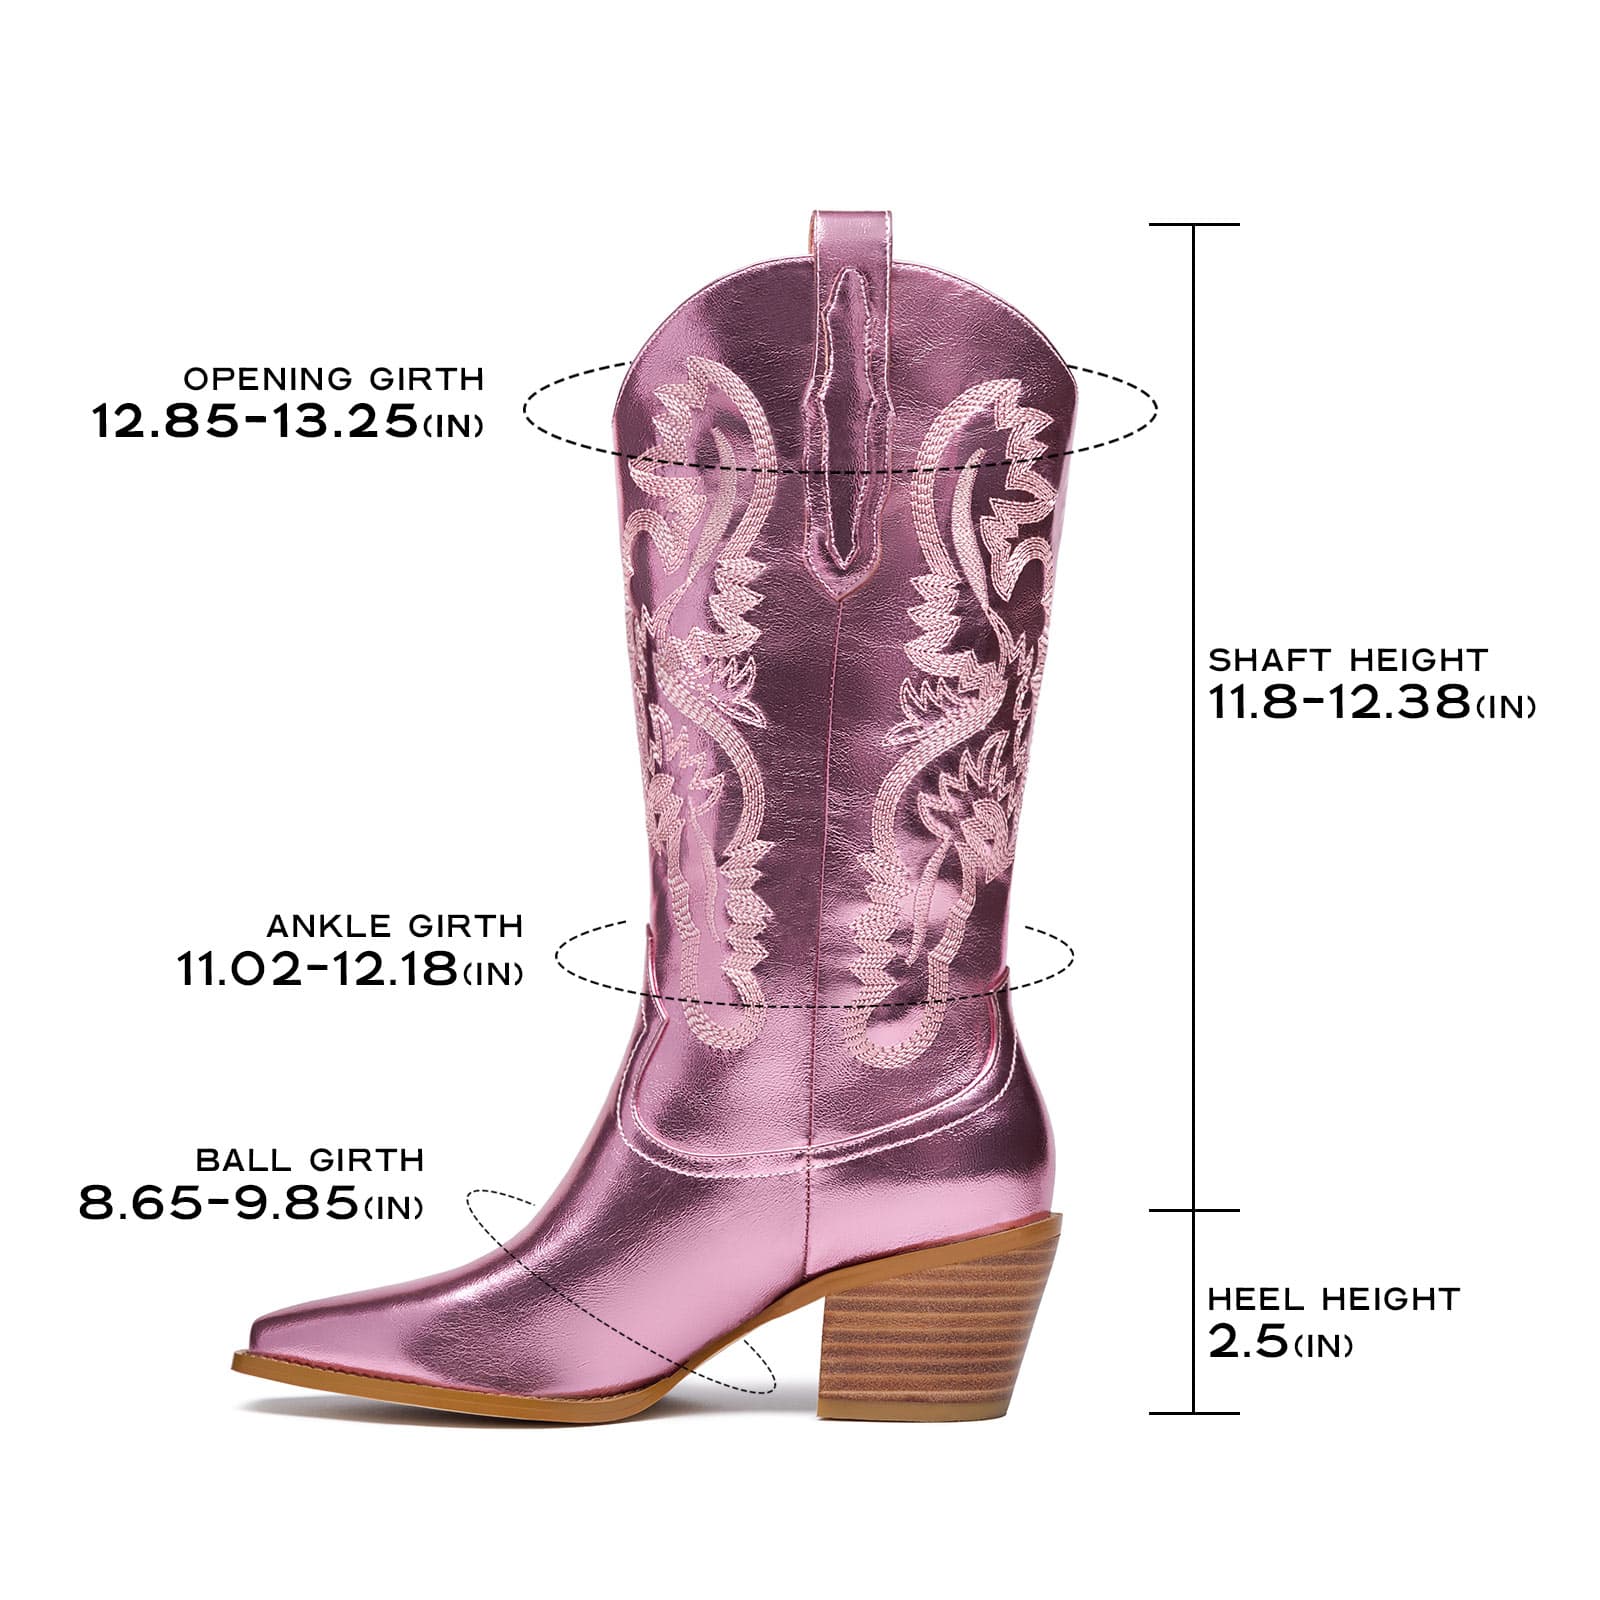 OPENING GIRTH
12.85-13.25(IN)
SHAFT HEIGHT
11.8-12.38(IN)
ANKLE GIRTH
11.02-12.18(IN)
BALL GIRTH
8.65-9.85(IN)
HEEL HEIGHT
2.5(IN)